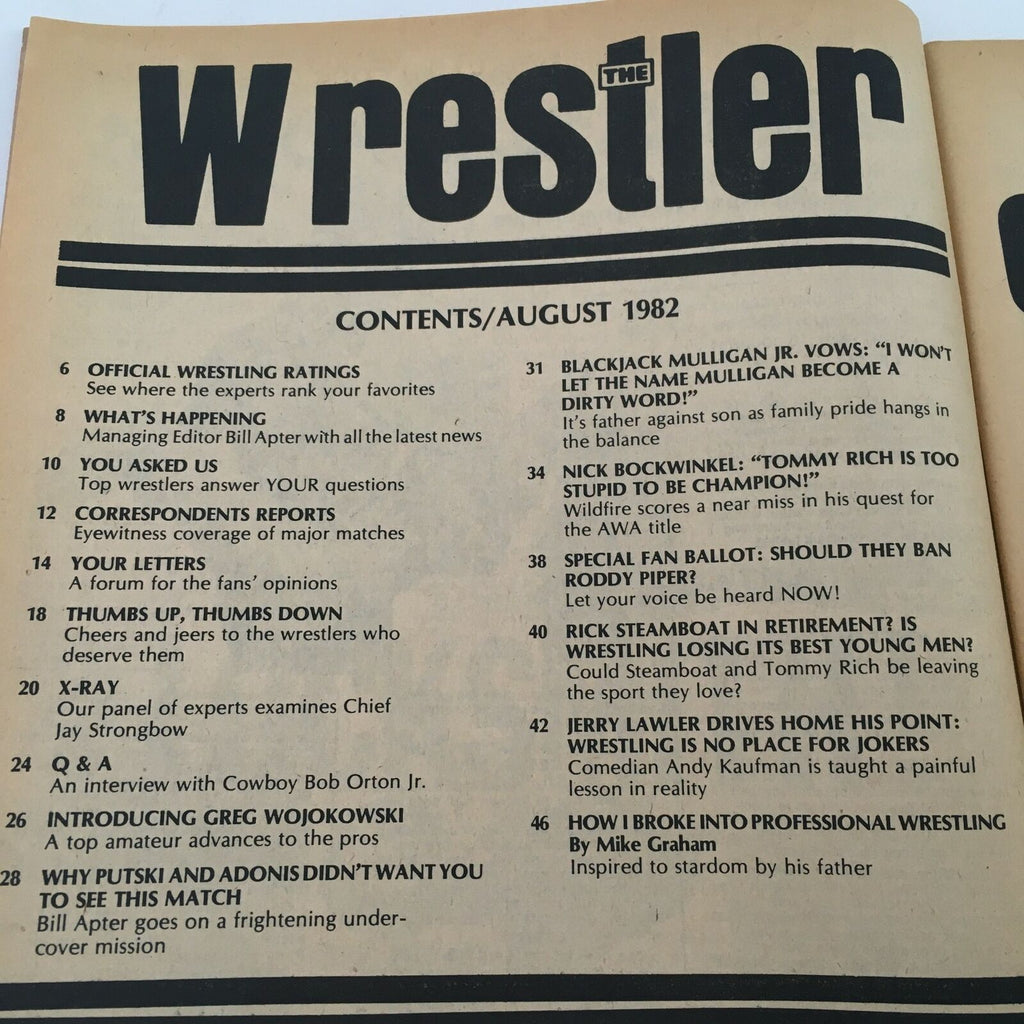 THE
Wrestler
CONTENTS/AUGUST 1982
6 OFFICIAL WRESTLING RATINGS
See where the experts rank your favorites
8 WHAT'S HAPPENING
Managing Editor Bill Apter with all the latest news
10 YOU ASKED US
Top wrestlers answer YOUR questions
12 CORRESPONDENTS REPORTS
Eyewitness coverage of major matches
14 YOUR LETTERS
A forum for the fans' opinions
18 THUMBS UP, THUMBS DOWN
Cheers and jeers to the wrestlers who
deserve them
20 X-RAY
Our panel of experts examines Chief
Jay Strongbow
24 Q & A
An interview with Cowboy Bob Orton Jr.
26 INTRODUCING GREG WOJOKOWSKI
A top amateur advances to the pros
28 WHY PUTSKI AND ADONIS DIDN'T WANT YOU
TO SEE THIS MATCH
Bill Apter goes on a frightening under-
cover mission
31 BLACKJACK MULLIGAN JR. VOWS: "I WON'T
LET THE NAME MULLIGAN BECOME A
DIRTY WORD!"
It's father against son as family pride hangs in
the balance
34 NICK BOCKWINKEL: "TOMMY RICH IS TOO
STUPID TO BE CHAMPION!"
Wildfire scores a near miss in his quest for
the AWA title
38 SPECIAL FAN BALLOT: SHOULD THEY BAN
RODDY PIPER?
Let your voice be heard NOW!
40 RICK STEAMBOAT IN RETIREMENT? IS
WRESTLING LOSING ITS BEST YOUNG MEN?
Could Steamboat and Tommy Rich be leaving
the sport they love?
42 JERRY LAWLER DRIVES HOME HIS POINT:
WRESTLING IS NO PLACE FOR JOKERS
Comedian Andy Kaufman is taught a painful
lesson in reality
46 HOW I BROKE INTO PROFESSIONAL WRESTLING
By Mike Graham
Inspired to stardom by his father